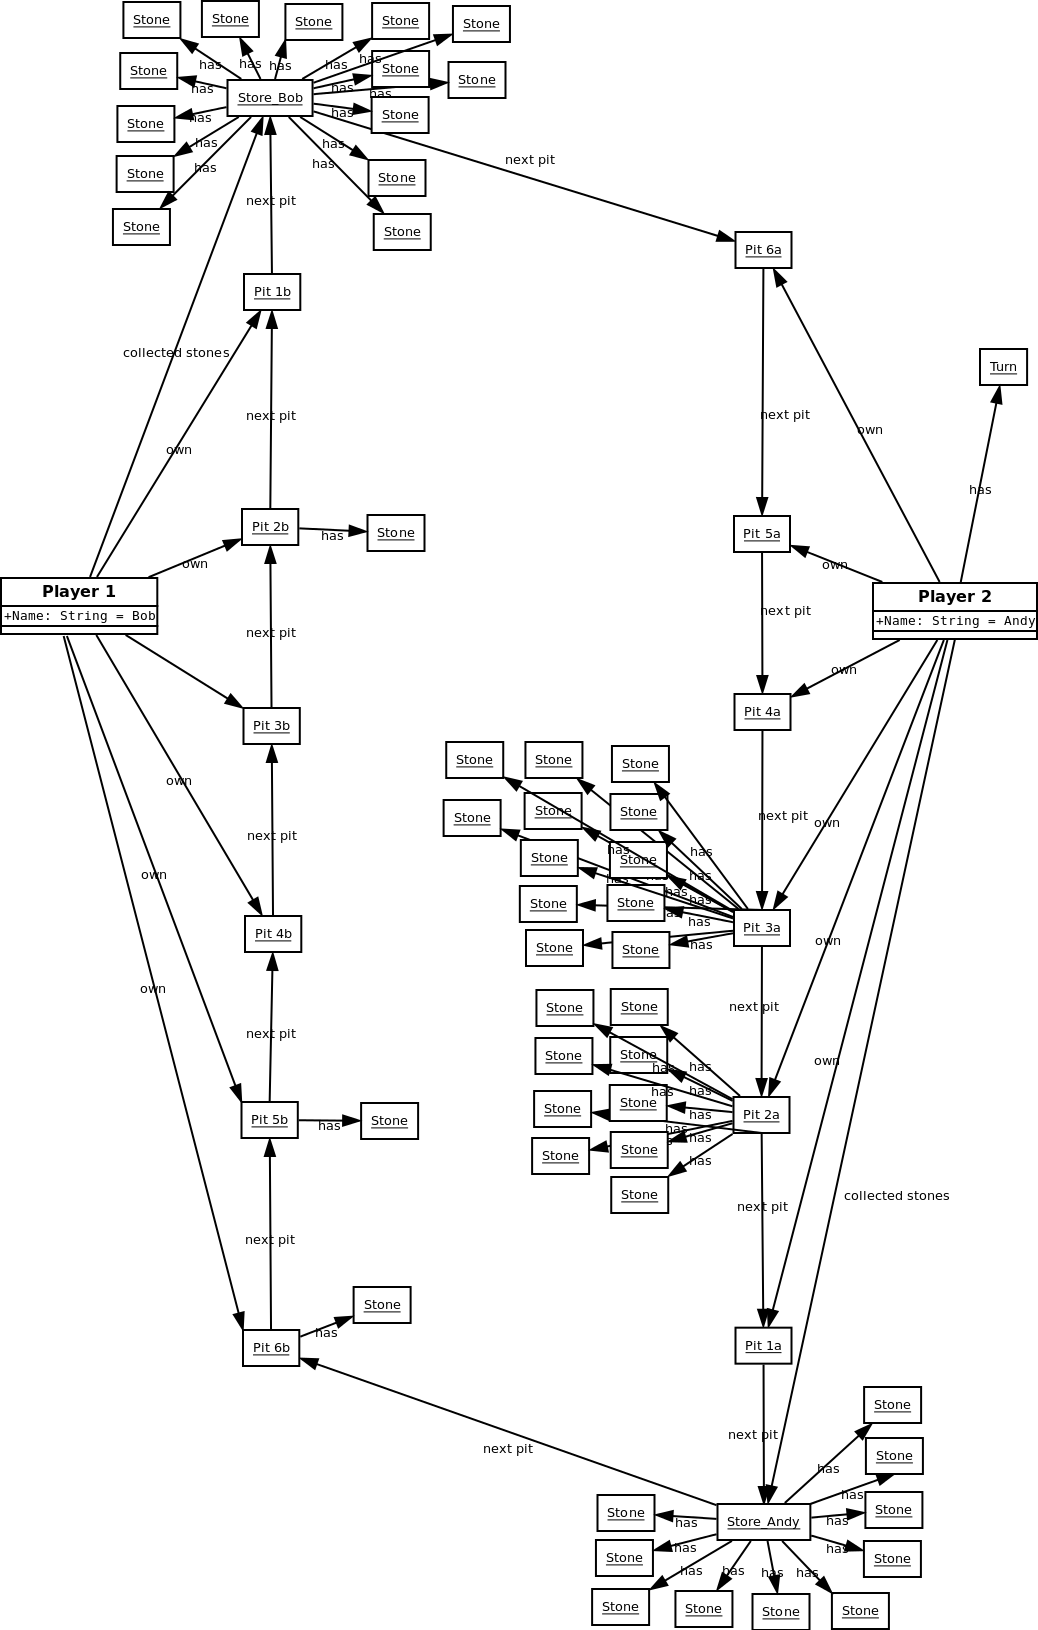 Stone
Stone
Stone
Stone
Stone
has
has
has
has
has
Stone
Stone
Stone
has
has
has
Store_Bob
Stone
has
has
Stone
has
has
Stone
has
has
Stone
has
next pit
Stone
Stone
next pit
Stone
Pit 6a
Pit 1b
collected stones
Turn
next pit
next pit
own
own
has
Pit 2b
has
Stone
Pit 5a
own
own
Player 1
+Name: String = Bob
Player 2
+Name: String = Andy
next pit
next pit
own
Pit 3b
Pit 4a
Stone
Stone
Stone
own
Stone
Stone
Stone
next pit
own
next pit
has
has
Stone
Stone
own
has
has
has
has
Stone
Stone
has
has
Pit 4b
Pit 3a
own
Stone
Stone
has
own
next pit
next pit
Stone
Stone
Stone
Stone
has
has
own
has
has
Stone
Stone
Pit 5b
has
Stone
has
Pit 2a
has
has
Stone
Stone
has
Stone
collected stones
next pit
next pit
Stone
has
Pit 6b
Pit 1a
Stone
next pit
next pit
Stone
has
has
Stone
Stone
Store_Andy
has
has
Stone
has
has
Stone
has
has
has
has
Stone
Stone
Stone
Stone